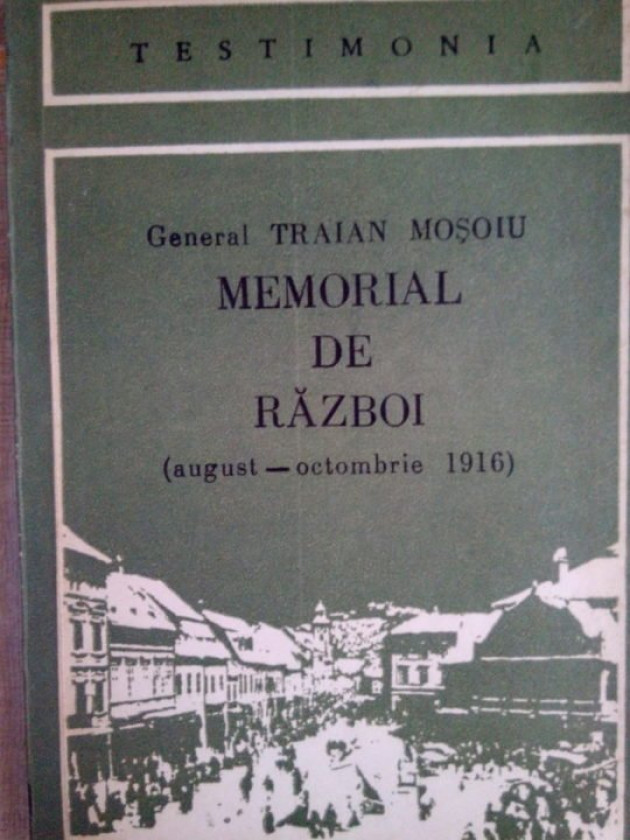 TESTIMONIA
General TRAIAN MOȘOIU
MEMORIAL
DE
RĂZBOI
(august — octombrie 1916)